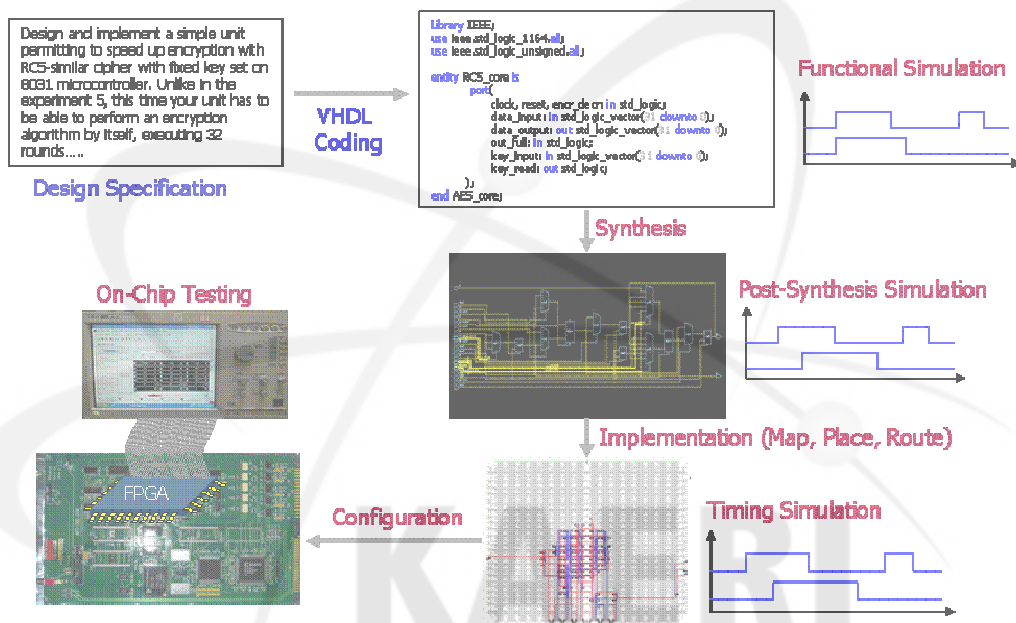 Design and implement a simple unit
permitting to speed up encryption with
RC5-similar cipher with fixed key set on
8031 microcontroller. Unlike in the
experiment 5, this time your unit has to
be able to perform an encryption
algorithm by itself, executing 32
rounds.....
Design Specification
VHDL
Coding
Library IEEE;
use ieee.std_logic_1164.all;
use ieee.std_logic_unsigned.all;
entity RC5_core is
port(
clock, reset, encr_decr: in std_logic;
data_input: in std_logic_vector(31 downto 0);
data_output: out std_logic_vector(31 downto 0);
out_full: in std_logic;
key_input: in std_logic_vector(31 downto 0);
key_read: out std_logic;
);
end AES_core;
Functional Simulation
Synthesis
Post-Synthesis Simulation
On-Chip Testing
Implementation (Map, Place, Route)
FPGA
Configuration
Timing Simulation